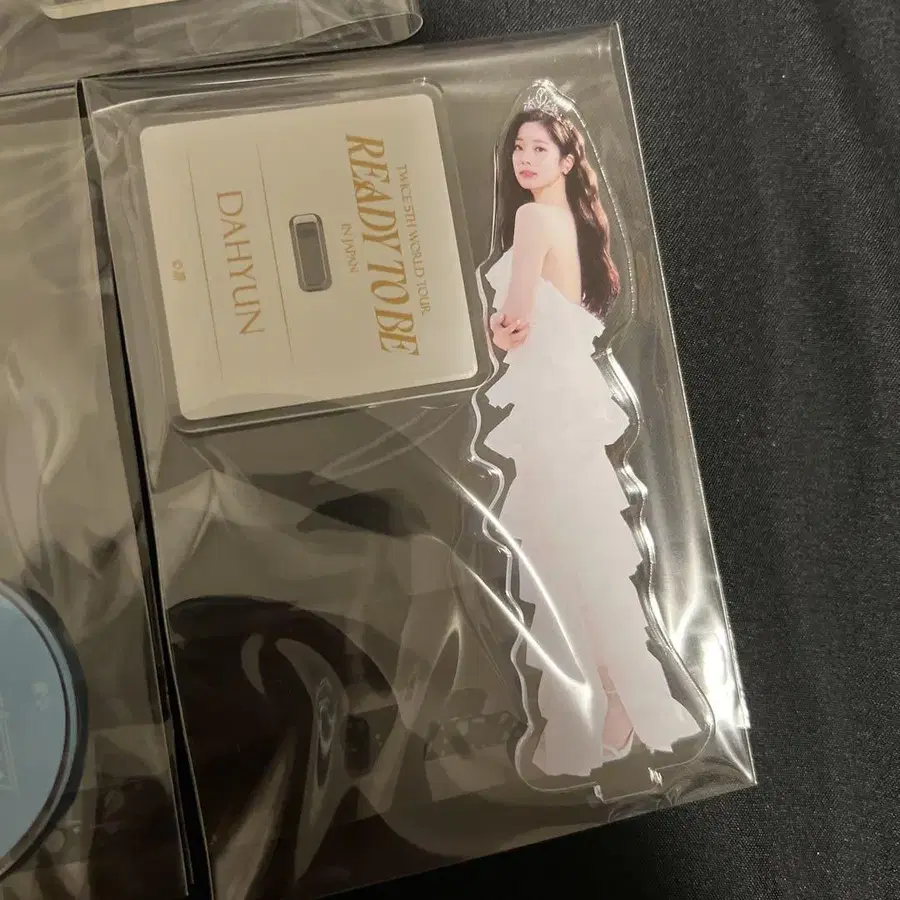 TWICE 5TH WORLD TOUR
READY TO BE
IN JAPAN
DAHYUN